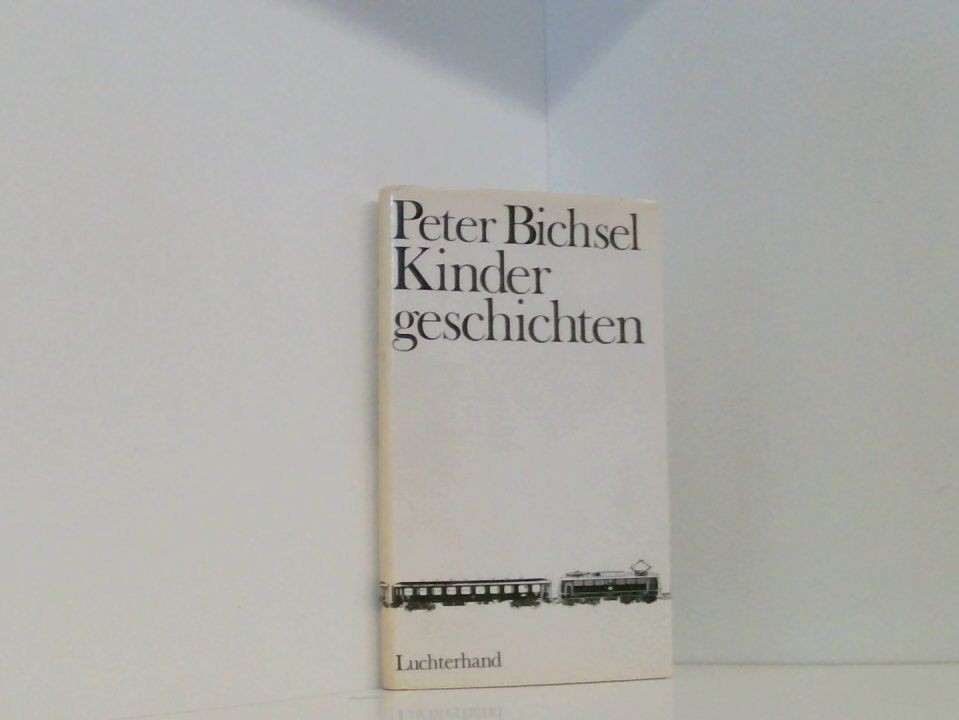 Peter Bichsel
Kinder
geschichten
Luchterhand